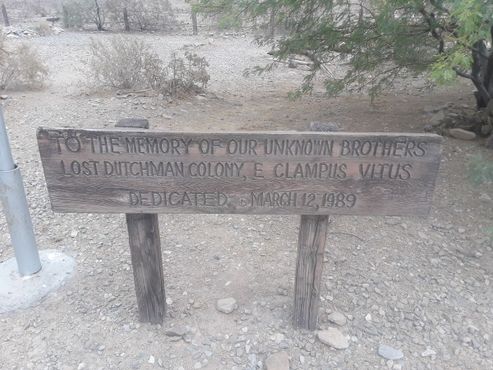 TO THE MEMORY OF OUR UNKNOWN BROTHERS
LOST DUTCHMAN COLONY, E CLAMPUS VITUS
DEDICATED MARCH 12, 1989